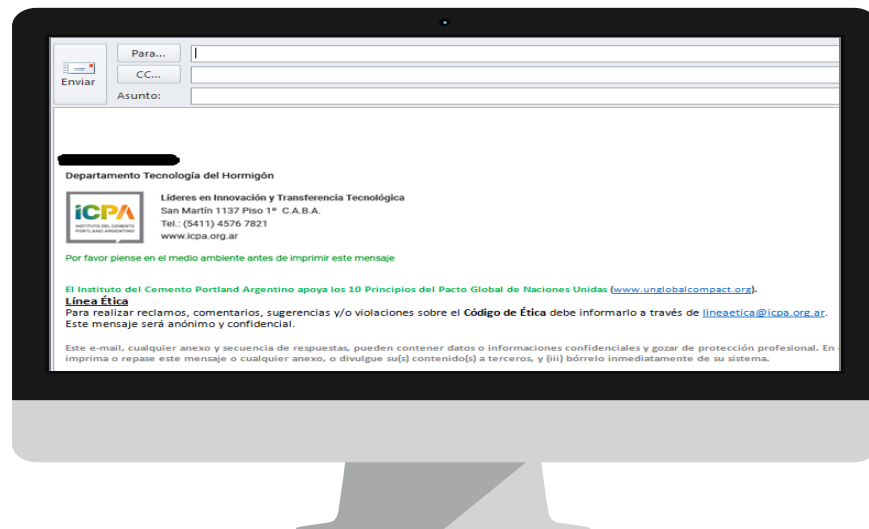 Para...
Enviar
CC...
Asunto:
Departamento Tecnología del Hormigón
iCPA
INSTITUTO DEL CEMENTO
PORTLAND ARGENTINO
Líderes en Innovación y Transferencia Tecnológica
San Martín 1137 Piso 1º C.A.B.A.
Tel.: (5411) 4576 7821
www.icpa.org.ar
Por favor piense en el medio ambiente antes de imprimir este mensaje
El Instituto del Cemento Portland Argentino apoya los 10 Principios del Pacto Global de Naciones Unidas (www.unglobalcompact.org).
Línea Ética
Para realizar reclamos, comentarios, sugerencias y/o violaciones sobre el Código de Ética debe informarlo a través de lineaetica@icpa.org.ar.
Este mensaje será anónimo y confidencial.
Este e-mail, cualquier anexo y secuencia de respuestas, pueden contener datos o informaciones confidenciales y gozar de protección profesional. En
imprima o repase este mensaje o cualquier anexo, o divulgue su(s) contenido(s) a terceros, y (iii) bórrelo inmediatamente de su sistema.